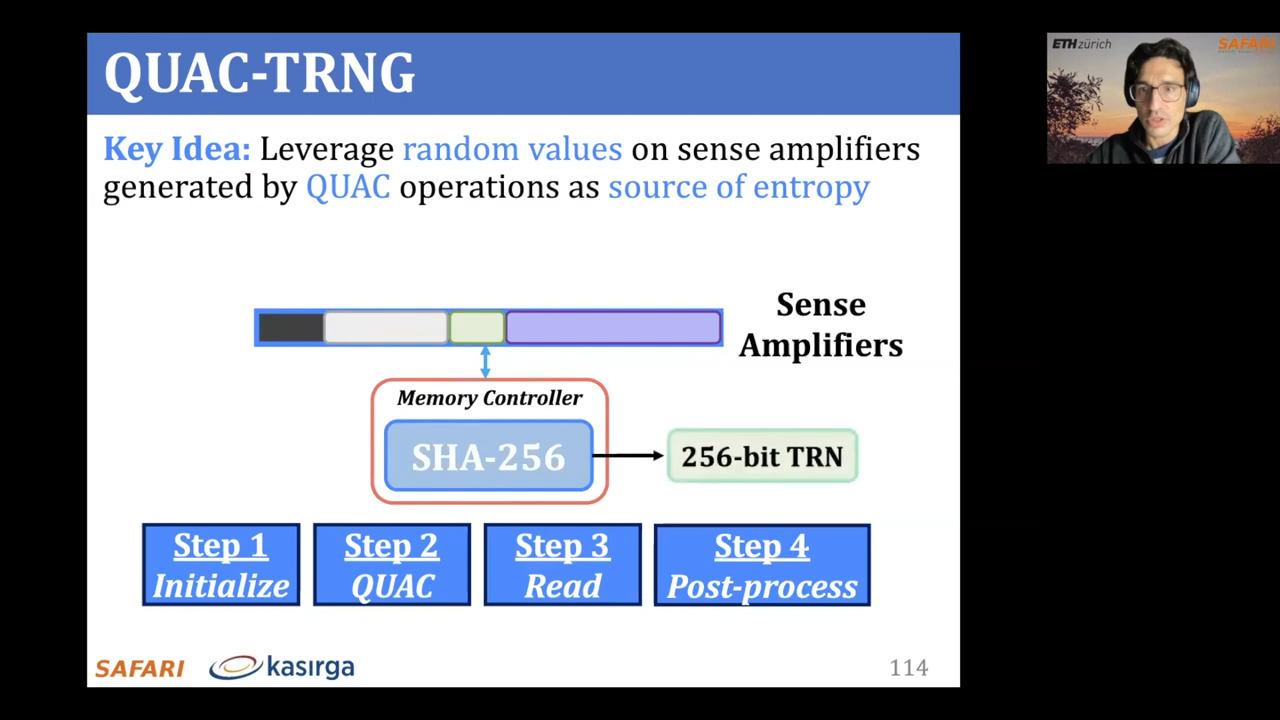 QUAC-TRNG
Key Idea: Leverage random values on sense amplifiers
generated by QUAC operations as source of entropy
Sense
Amplifiers
Memory Controller
SHA-256
256-bit TRN
Step 1
Initialize
Step 2
QUAC
Step 3
Read
Step 4
Post-process
SAFARI
kasırga
114
ETH zürich
SAFARI